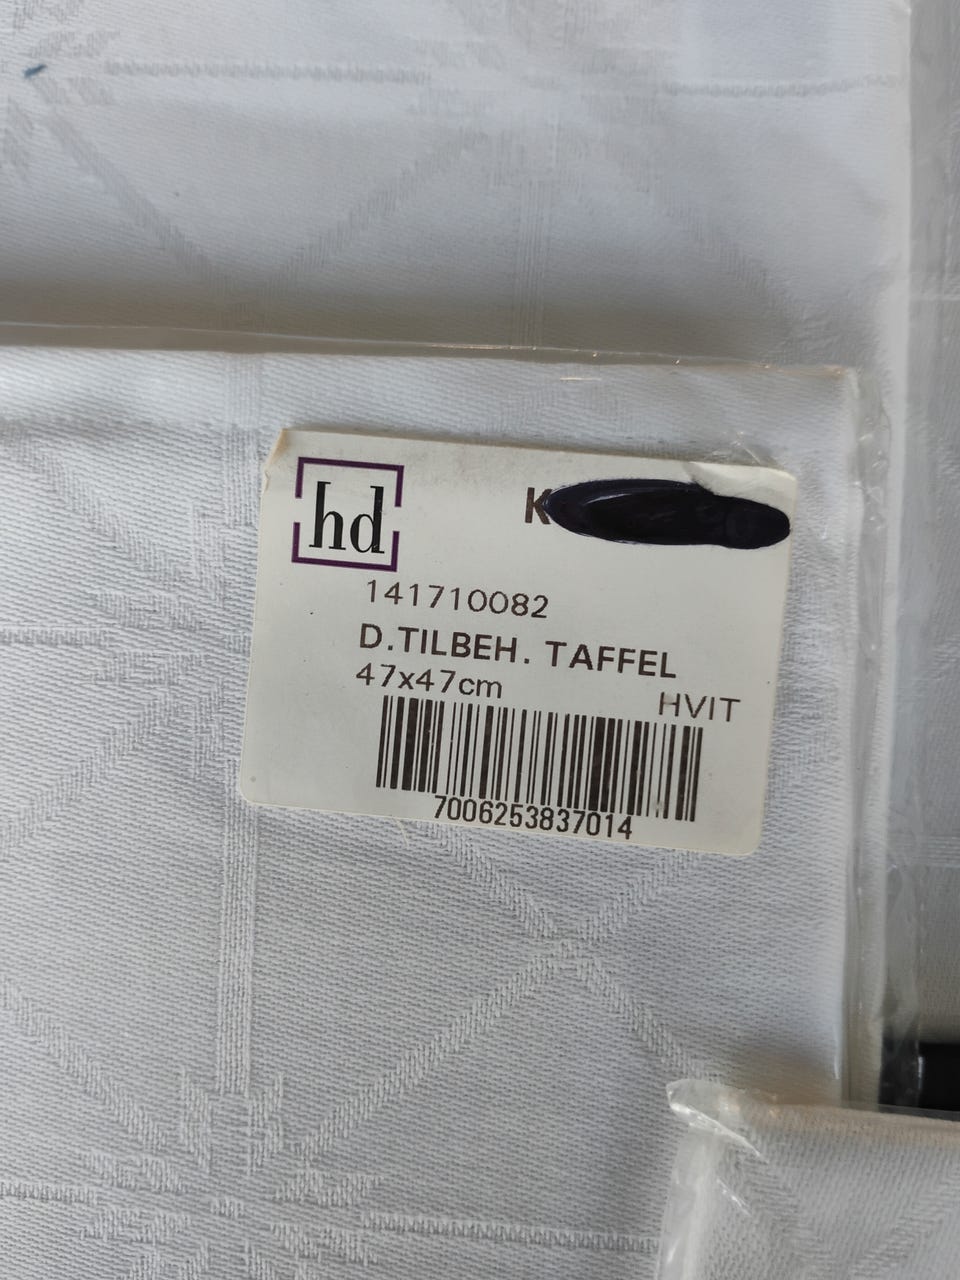 hd
K
141710082
D.TILBEH. TAFFEL
47x47cm
HVIT
7006253837014